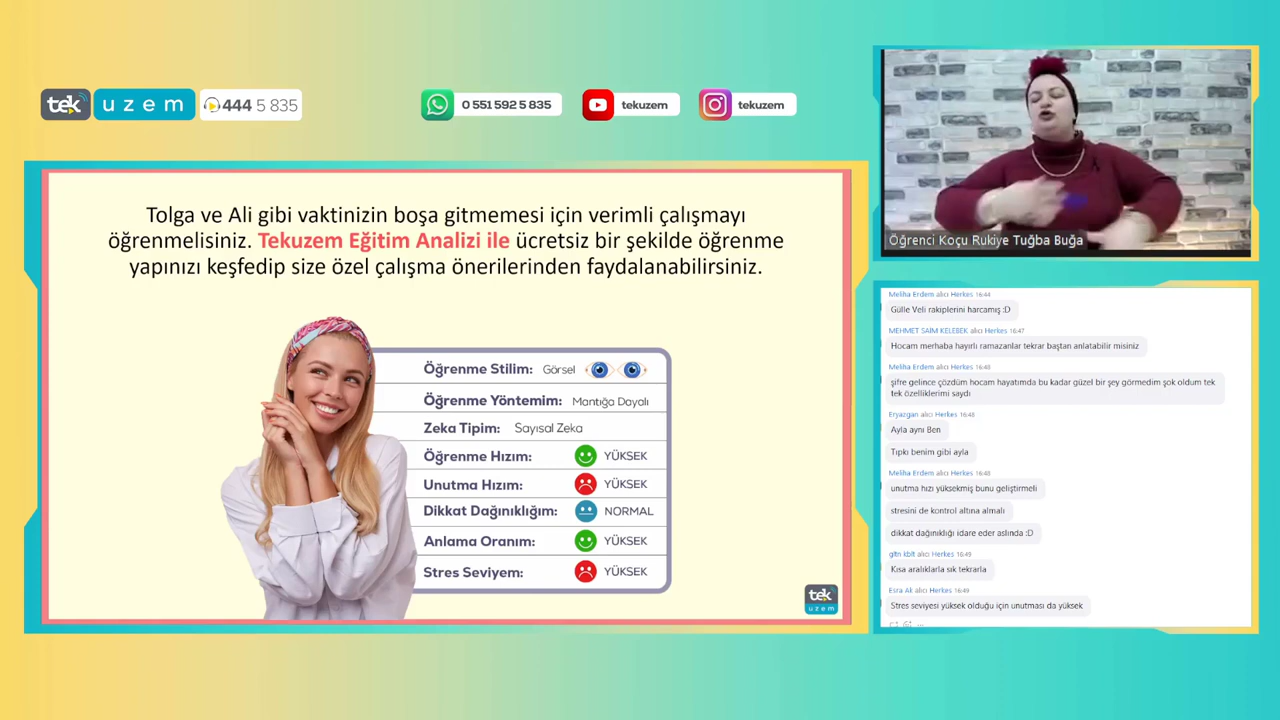 tek uzem 444 5 835
0 551 592 5 835
tekuzem
tekuzem
Tolga ve Ali gibi vaktinizin boşa gitmemesi için verimli çalışmayı
öğrenmelisiniz. Tekuzem Eğitim Analizi ile ücretsiz bir şekilde öğrenme
yapınızı keşfedip size özel çalışma önerilerinden faydalanabilirsiniz.
Öğrenme Stilim: Görsel
Öğrenme Yöntemim: Mantığa Dayalı
Zeka Tipim: Sayısal Zeka
Öğrenme Hızım: YÜKSEK
Unutma Hızım: YÜKSEK
Dikkat Dağınıklığım: NORMAL
Anlama Oranım: YÜKSEK
Stres Seviyem: YÜKSEK
tek
uzem
Öğrenci Koçu Rukiye Tuğba Buğa
Meliha Erdem alıcı Herkes 16:44
Gülle Veli rakiplerini harcamış :D
MEHMET SAİM KELEBEK alıcı Herkes 16:47
Hocam merhaba hayırlı ramazanlar tekrar baştan anlatabilir misiniz
Meliha Erdem alıcı Herkes 16:48
şifre gelince çözdüm hocam hayatımda bu kadar güzel bir şey görmedim şok oldum tek
tek özelliklerimi saydı
Eryazgan alıcı Herkes 16:48
Ayla aynı Ben
Tıpkı benim gibi ayla
Meliha Erdem alıcı Herkes 16:48
unutma hızı yüksekmiş bunu geliştirmeli
stresini de kontrol altına almalı
dikkat dağınıklığı idare eder aslında :D
gltn kblt alıcı Herkes 16:49
Kısa aralıklarla sık tekrarla
Esra Ak alıcı Herkes 16:49
Stres seviyesi yüksek olduğu için unutması da yüksek